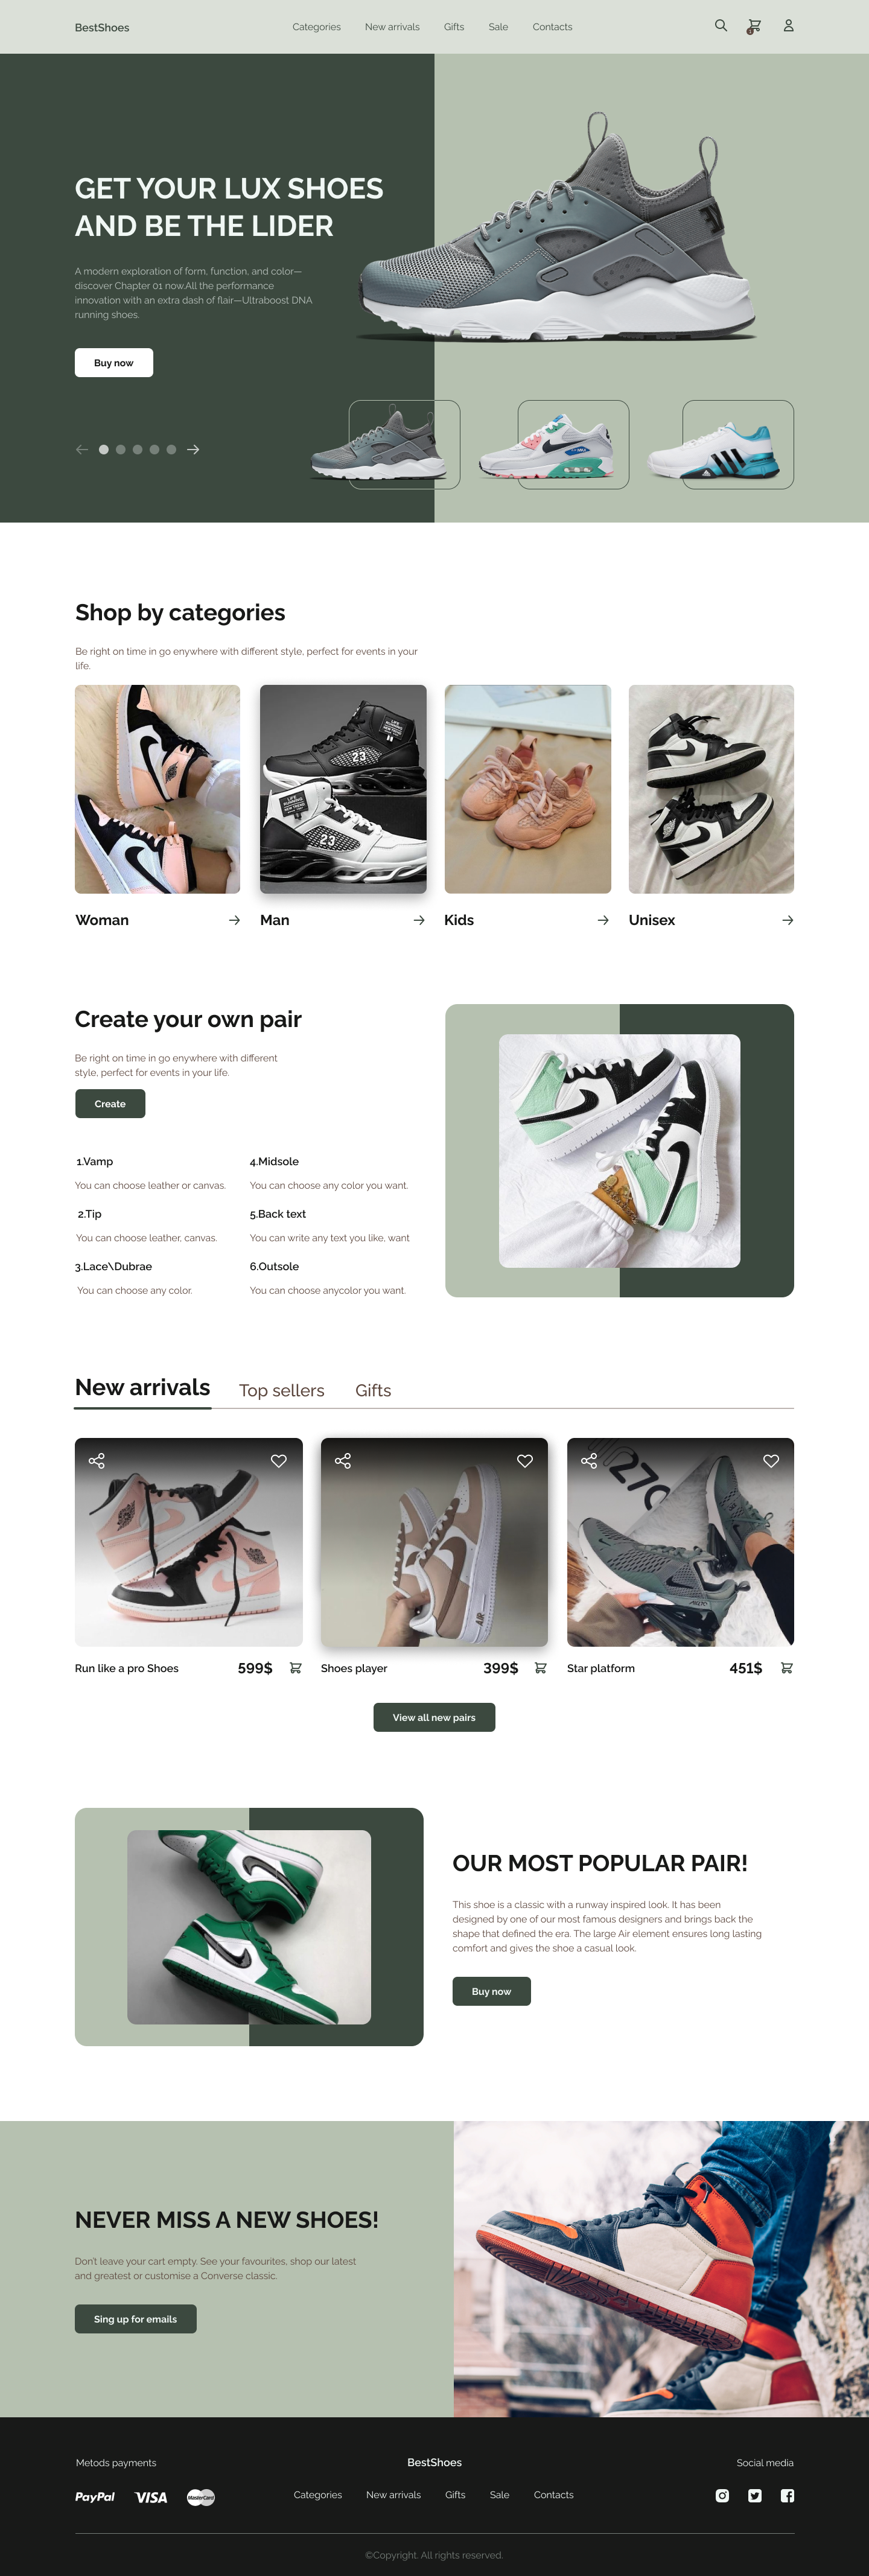 BestShoes
Categories New arrivals Gifts Sale Contacts
GET YOUR LUX SHOES
AND BE THE LIDER
A modern exploration of form, function, and color—
discover Chapter 01 now.All the performance
innovation with an extra dash of flair—Ultraboost DNA
running shoes.
Buy now
Shop by categories
Be right on time in go enywhere with different style, perfect for events in your
life.
23
23
Woman
Man
Kids
Unisex
Create your own pair
Be right on time in go enywhere with different
style, perfect for events in your life.
Create
1.Vamp
You can choose leather or canvas.
2.Tip
You can choose leather, canvas.
3.Lace\Dubrae
You can choose any color.
4.Midsole
You can choose any color you want.
5.Back text
You can write any text you like, want
6.Outsole
You can choose anycolor you want.
New arrivals Top sellers Gifts
AIR
270
Run like a pro Shoes 599$
Shoes player 399$
Star platform 451$
View all new pairs
OUR MOST POPULAR PAIR!
This shoe is a classic with a runway inspired look. It has been
designed by one of our most famous designers and brings back the
shape that defined the era. The large Air element ensures long lasting
comfort and gives the shoe a casual look.
Buy now
NEVER MISS A NEW SHOES!
Don't leave your cart empty. See your favourites, shop our latest
and greatest or customise a Converse classic.
Sing up for emails
Metods payments
PayPal VISA MasterCard
BestShoes
Categories New arrivals Gifts Sale Contacts
Social media
©Copyright. All rights reserved.